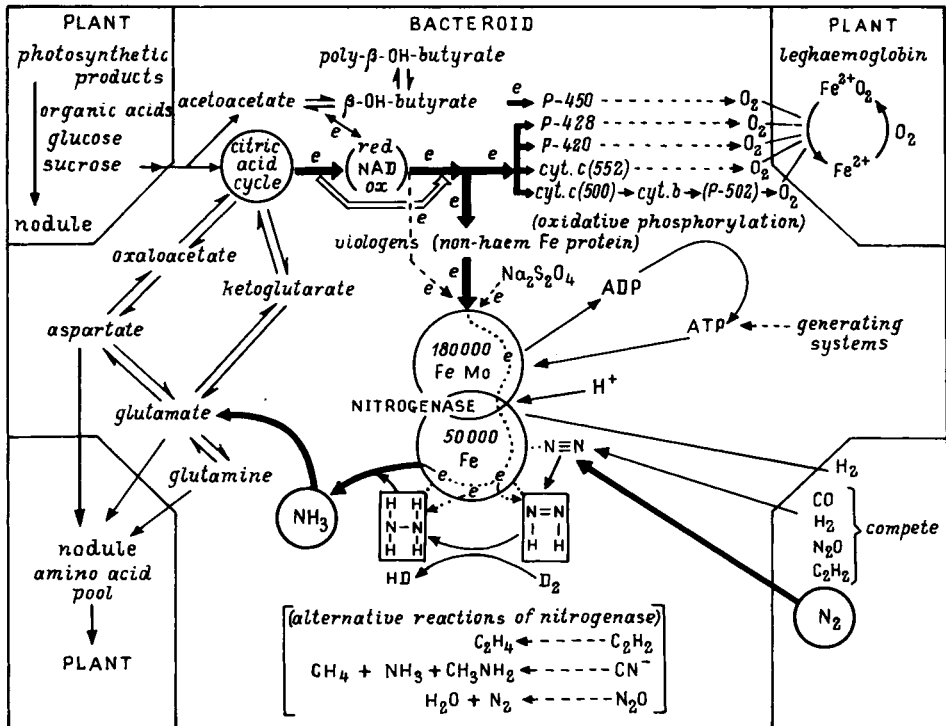 PLANT
photosynthetic
products
organic acids
glucose
sucrose
nodule
BACTEROID
poly-β-OH-butyrate
acetoacetate
β-OH-butyrate
e
citric
acid
cycle
e
red
NAD
ox
e
e
e
e
P-450
O₂
P-428
O₂
P-420
O₂
cyt.c(552)
O₂
cyt.c(500)
cyt.b
(P-502)
O₂
(oxidative phosphorylation)
PLANT
leghaemoglobin
Fe²⁺O₂
O₂
Fe²⁺
e
viologens (non-haem Fe protein)
e
e
e
Na₂S₂O₄
oxaloacetate
ketoglutarate
aspartate
glutamate
glutamine
ADP
ATP
generating
systems
180000
Fe Mo
e
NITROGENASE
H⁺
50000
Fe
e
e
e
N≡N
H₂
CO
H₂
N₂O
C₂H₂
compete
N₂
NH₃
H H
N–N
H H
N=N
H H
HD
D₂
nodule
amino acid
pool
PLANT
(alternative reactions of nitrogenase)
C₂H₄ C₂H₂
CH₄ + NH₃ + CH₃NH₂ CN⁻
H₂O + N₂ N₂O